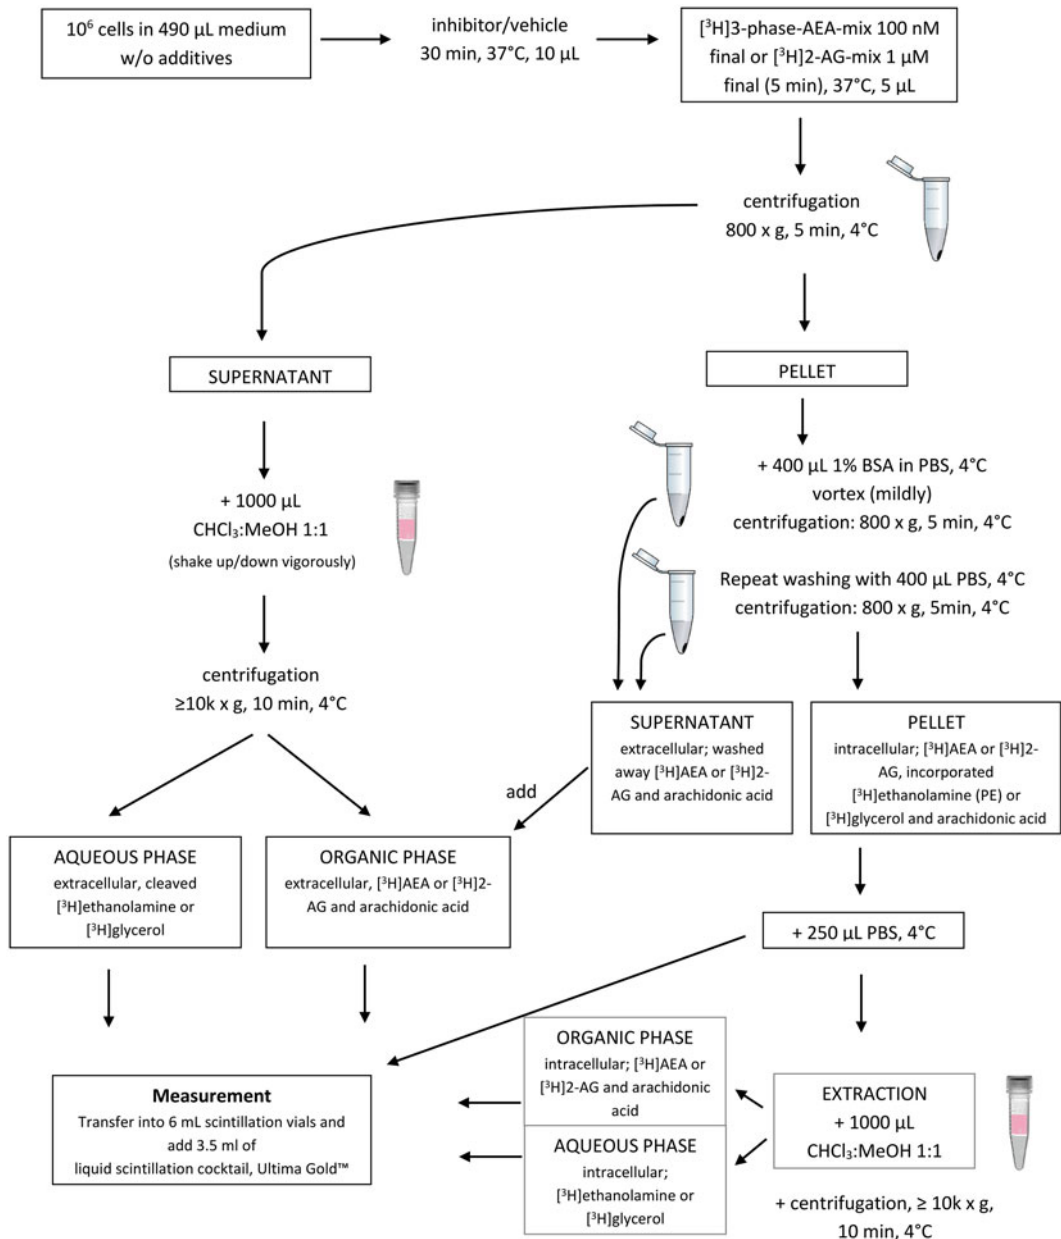 10⁶ cells in 490 µL medium
w/o additives
inhibitor/vehicle
30 min, 37°C, 10 µL
[³H]3-phase-AEA-mix 100 nM
final or [³H]2-AG-mix 1 µM
final (5 min), 37°C, 5 µL
centrifugation
800 x g, 5 min, 4°C
SUPERNATANT
PELLET
+ 1000 µL
CHCl₃:MeOH 1:1
(shake up/down vigorously)
+ 400 µL 1% BSA in PBS, 4°C
vortex (mildly)
centrifugation: 800 x g, 5 min, 4°C
Repeat washing with 400 µL PBS, 4°C
centrifugation: 800 x g, 5min, 4°C
centrifugation
≥10k x g, 10 min, 4°C
SUPERNATANT
extracellular; washed
away [³H]AEA or [³H]2-
AG and arachidonic acid
PELLET
intracellular; [³H]AEA or [³H]2-
AG, incorporated
[³H]ethanolamine (PE) or
[³H]glycerol and arachidonic acid
add
AQUEOUS PHASE
extracellular, cleaved
[³H]ethanolamine or
[³H]glycerol
ORGANIC PHASE
extracellular, [³H]AEA or [³H]2-
AG and arachidonic acid
+ 250 µL PBS, 4°C
ORGANIC PHASE
intracellular; [³H]AEA or
[³H]2-AG and arachidonic
acid
AQUEOUS PHASE
intracellular;
[³H]ethanolamine or
[³H]glycerol
EXTRACTION
+ 1000 µL
CHCl₃:MeOH 1:1
+ centrifugation, ≥ 10k x g,
10 min, 4°C
Measurement
Transfer into 6 mL scintillation vials and
add 3.5 ml of
liquid scintillation cocktail, Ultima Gold™